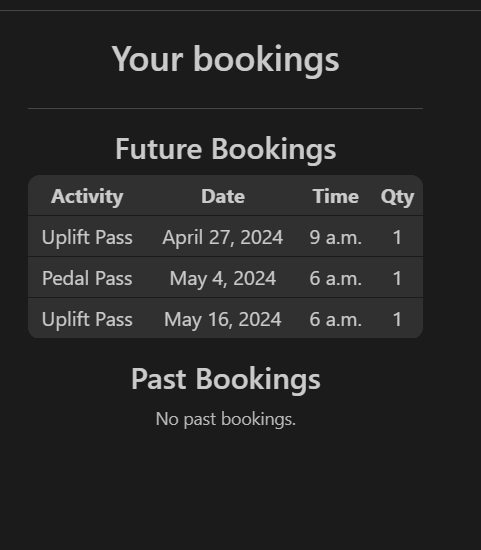 Your bookings
Future Bookings
Activity Date Time Qty
Uplift Pass April 27, 2024 9 a.m. 1
Pedal Pass May 4, 2024 6 a.m. 1
Uplift Pass May 16, 2024 6 a.m. 1
Past Bookings
No past bookings.